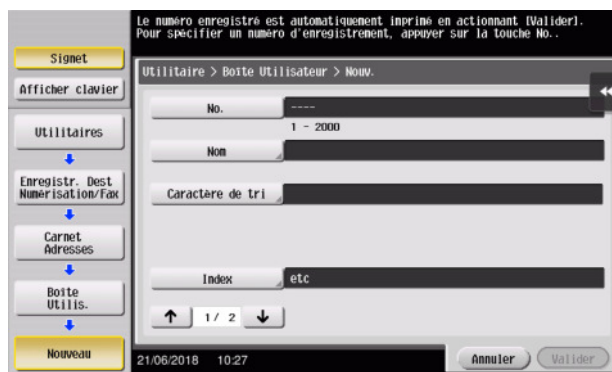 Le numéro enregistré est automatiquement imprimé en actionnant [Valider].
Pour spécifier un numéro d'enregistrement, appuyer sur la touche No..
Signet
Afficher clavier
Utilitaires
Enregistr. Dest
Numérisation/Fax
Carnet
Adresses
Boîte
Utilis.
Nouveau
Utilitaire > Boîte Utilisateur > Nouv.
No.
----
1 - 2000
Nom
Caractère de tri
Index
etc
1/ 2
21/06/2018 10:27
Annuler
Valider